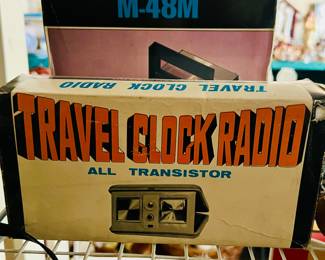 M-48M
TRAVEL CLOCK
RADIO
TRAVEL CLOCK RADIO
ALL TRANSISTOR